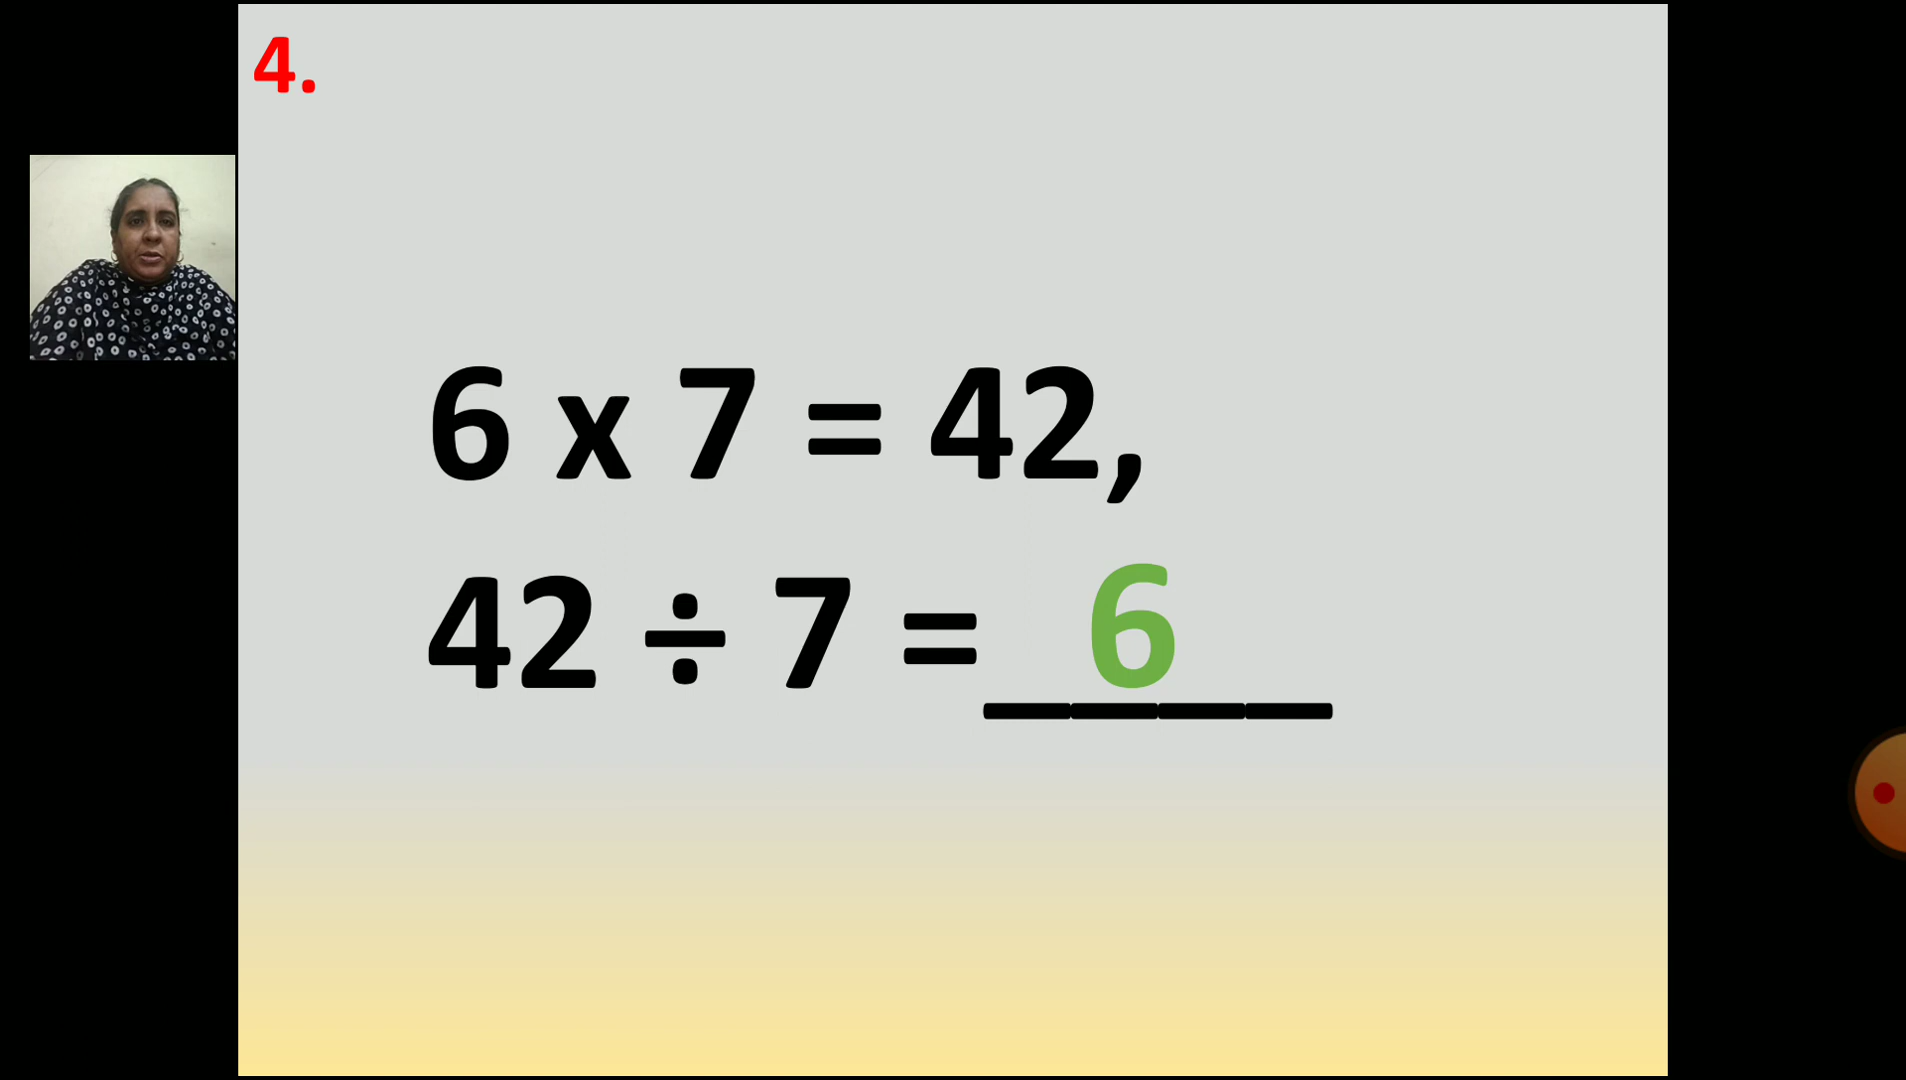 4.
6 x 7 = 42,
42 ÷ 7 = 6